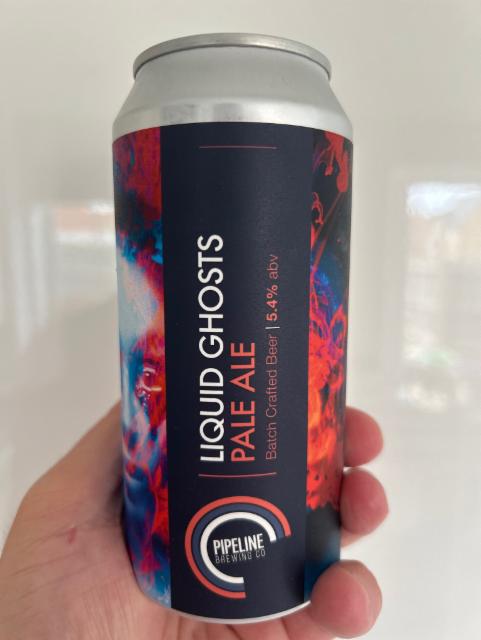 LIQUID GHOSTS
PALE ALE
Batch Crafted Beer | 5.4% abv
PIPELINE
BREWING CO